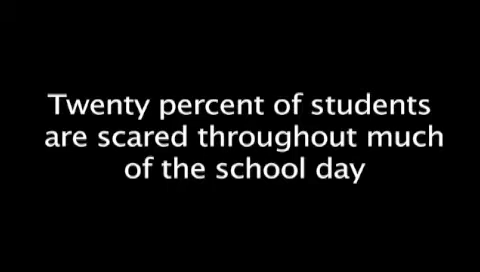 Twenty percent of students
are scared throughout much
of the school day